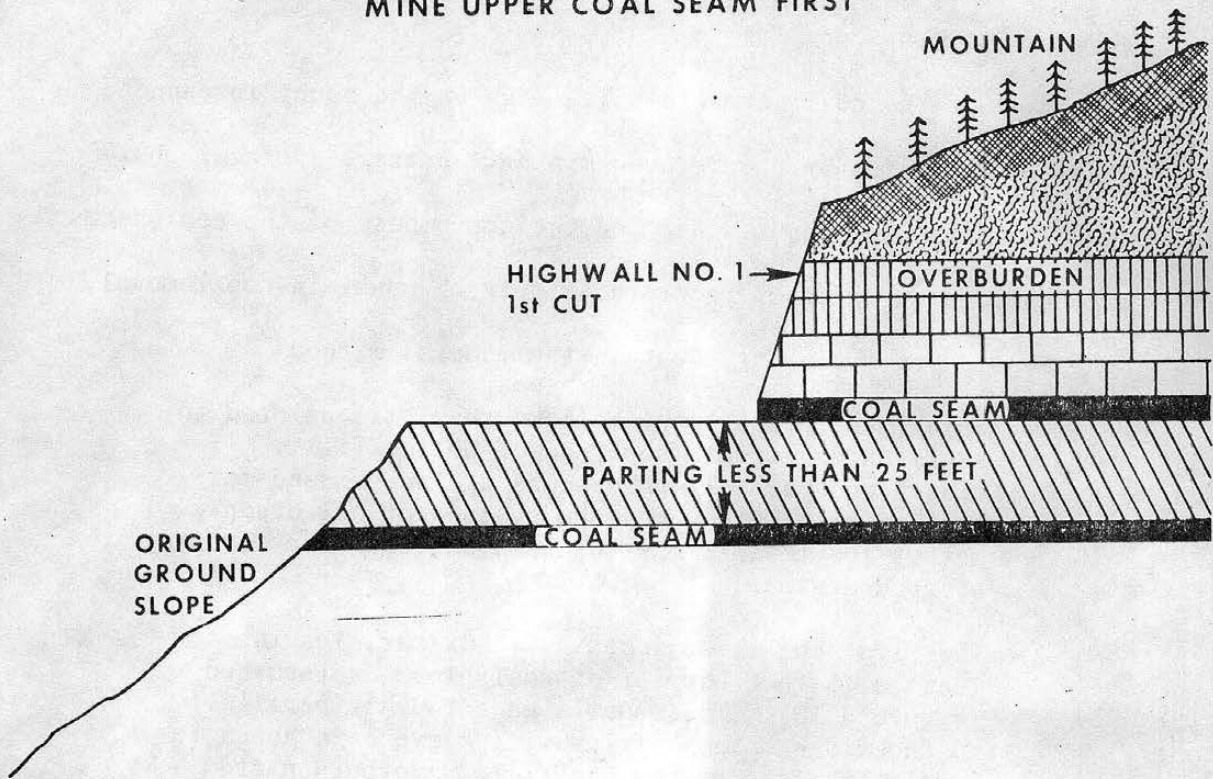 MINE UPPER COAL SEAM FIRST
MOUNTAIN
HIGHWALL NO. 1
1st CUT
OVERBURDEN
COAL SEAM
PARTING LESS THAN 25 FEET
COAL SEAM
ORIGINAL
GROUND
SLOPE